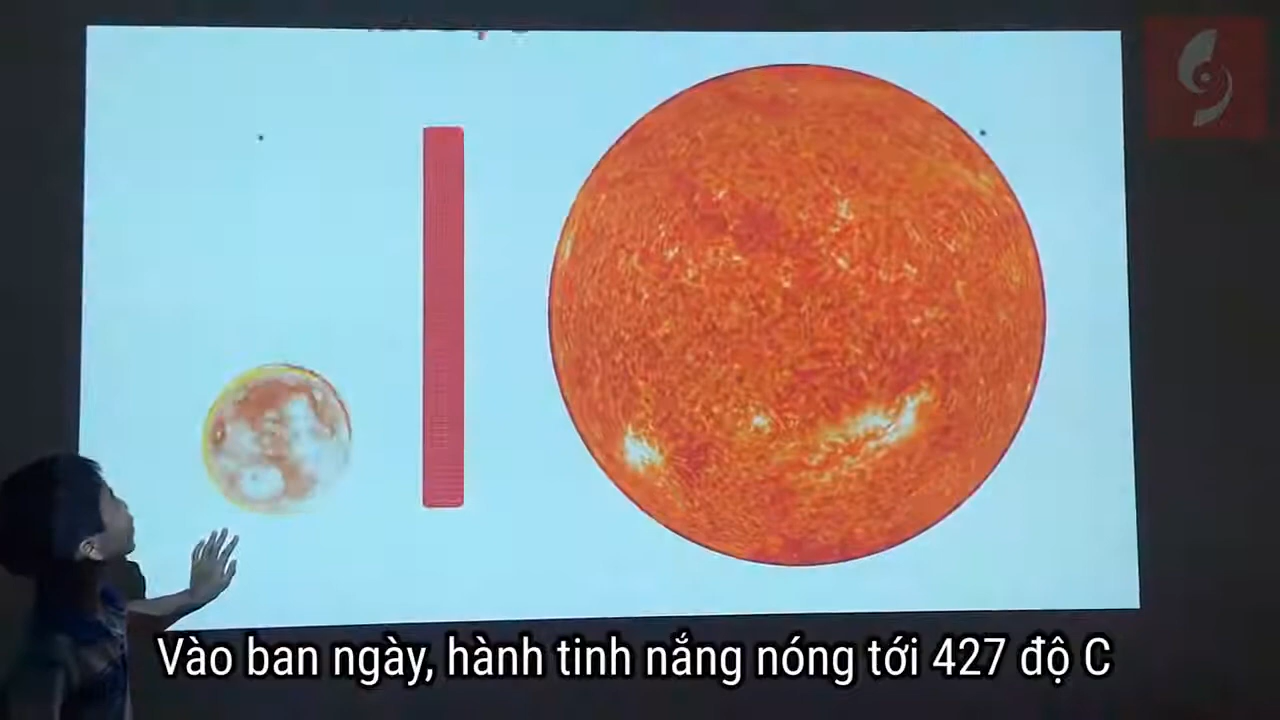 Vào ban ngày, hành tinh nắng nóng tới 427 độ C